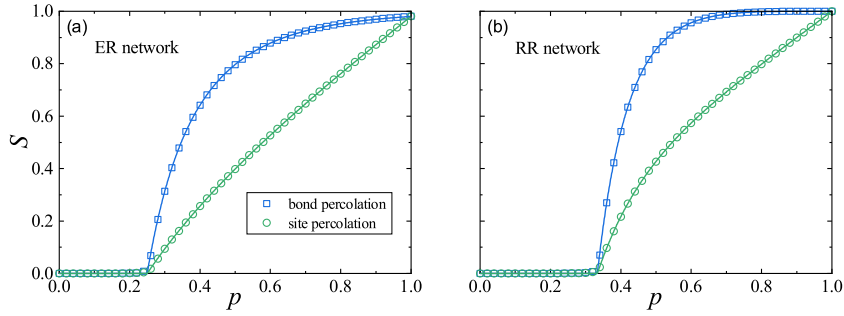 (a)
ER network
S
1.0
0.8
0.6
0.4
0.2
0.0
bond percolation
site percolation
0.0 0.2 0.4 0.6 0.8 1.0
p
(b)
RR network
0.0 0.2 0.4 0.6 0.8 1.0
p